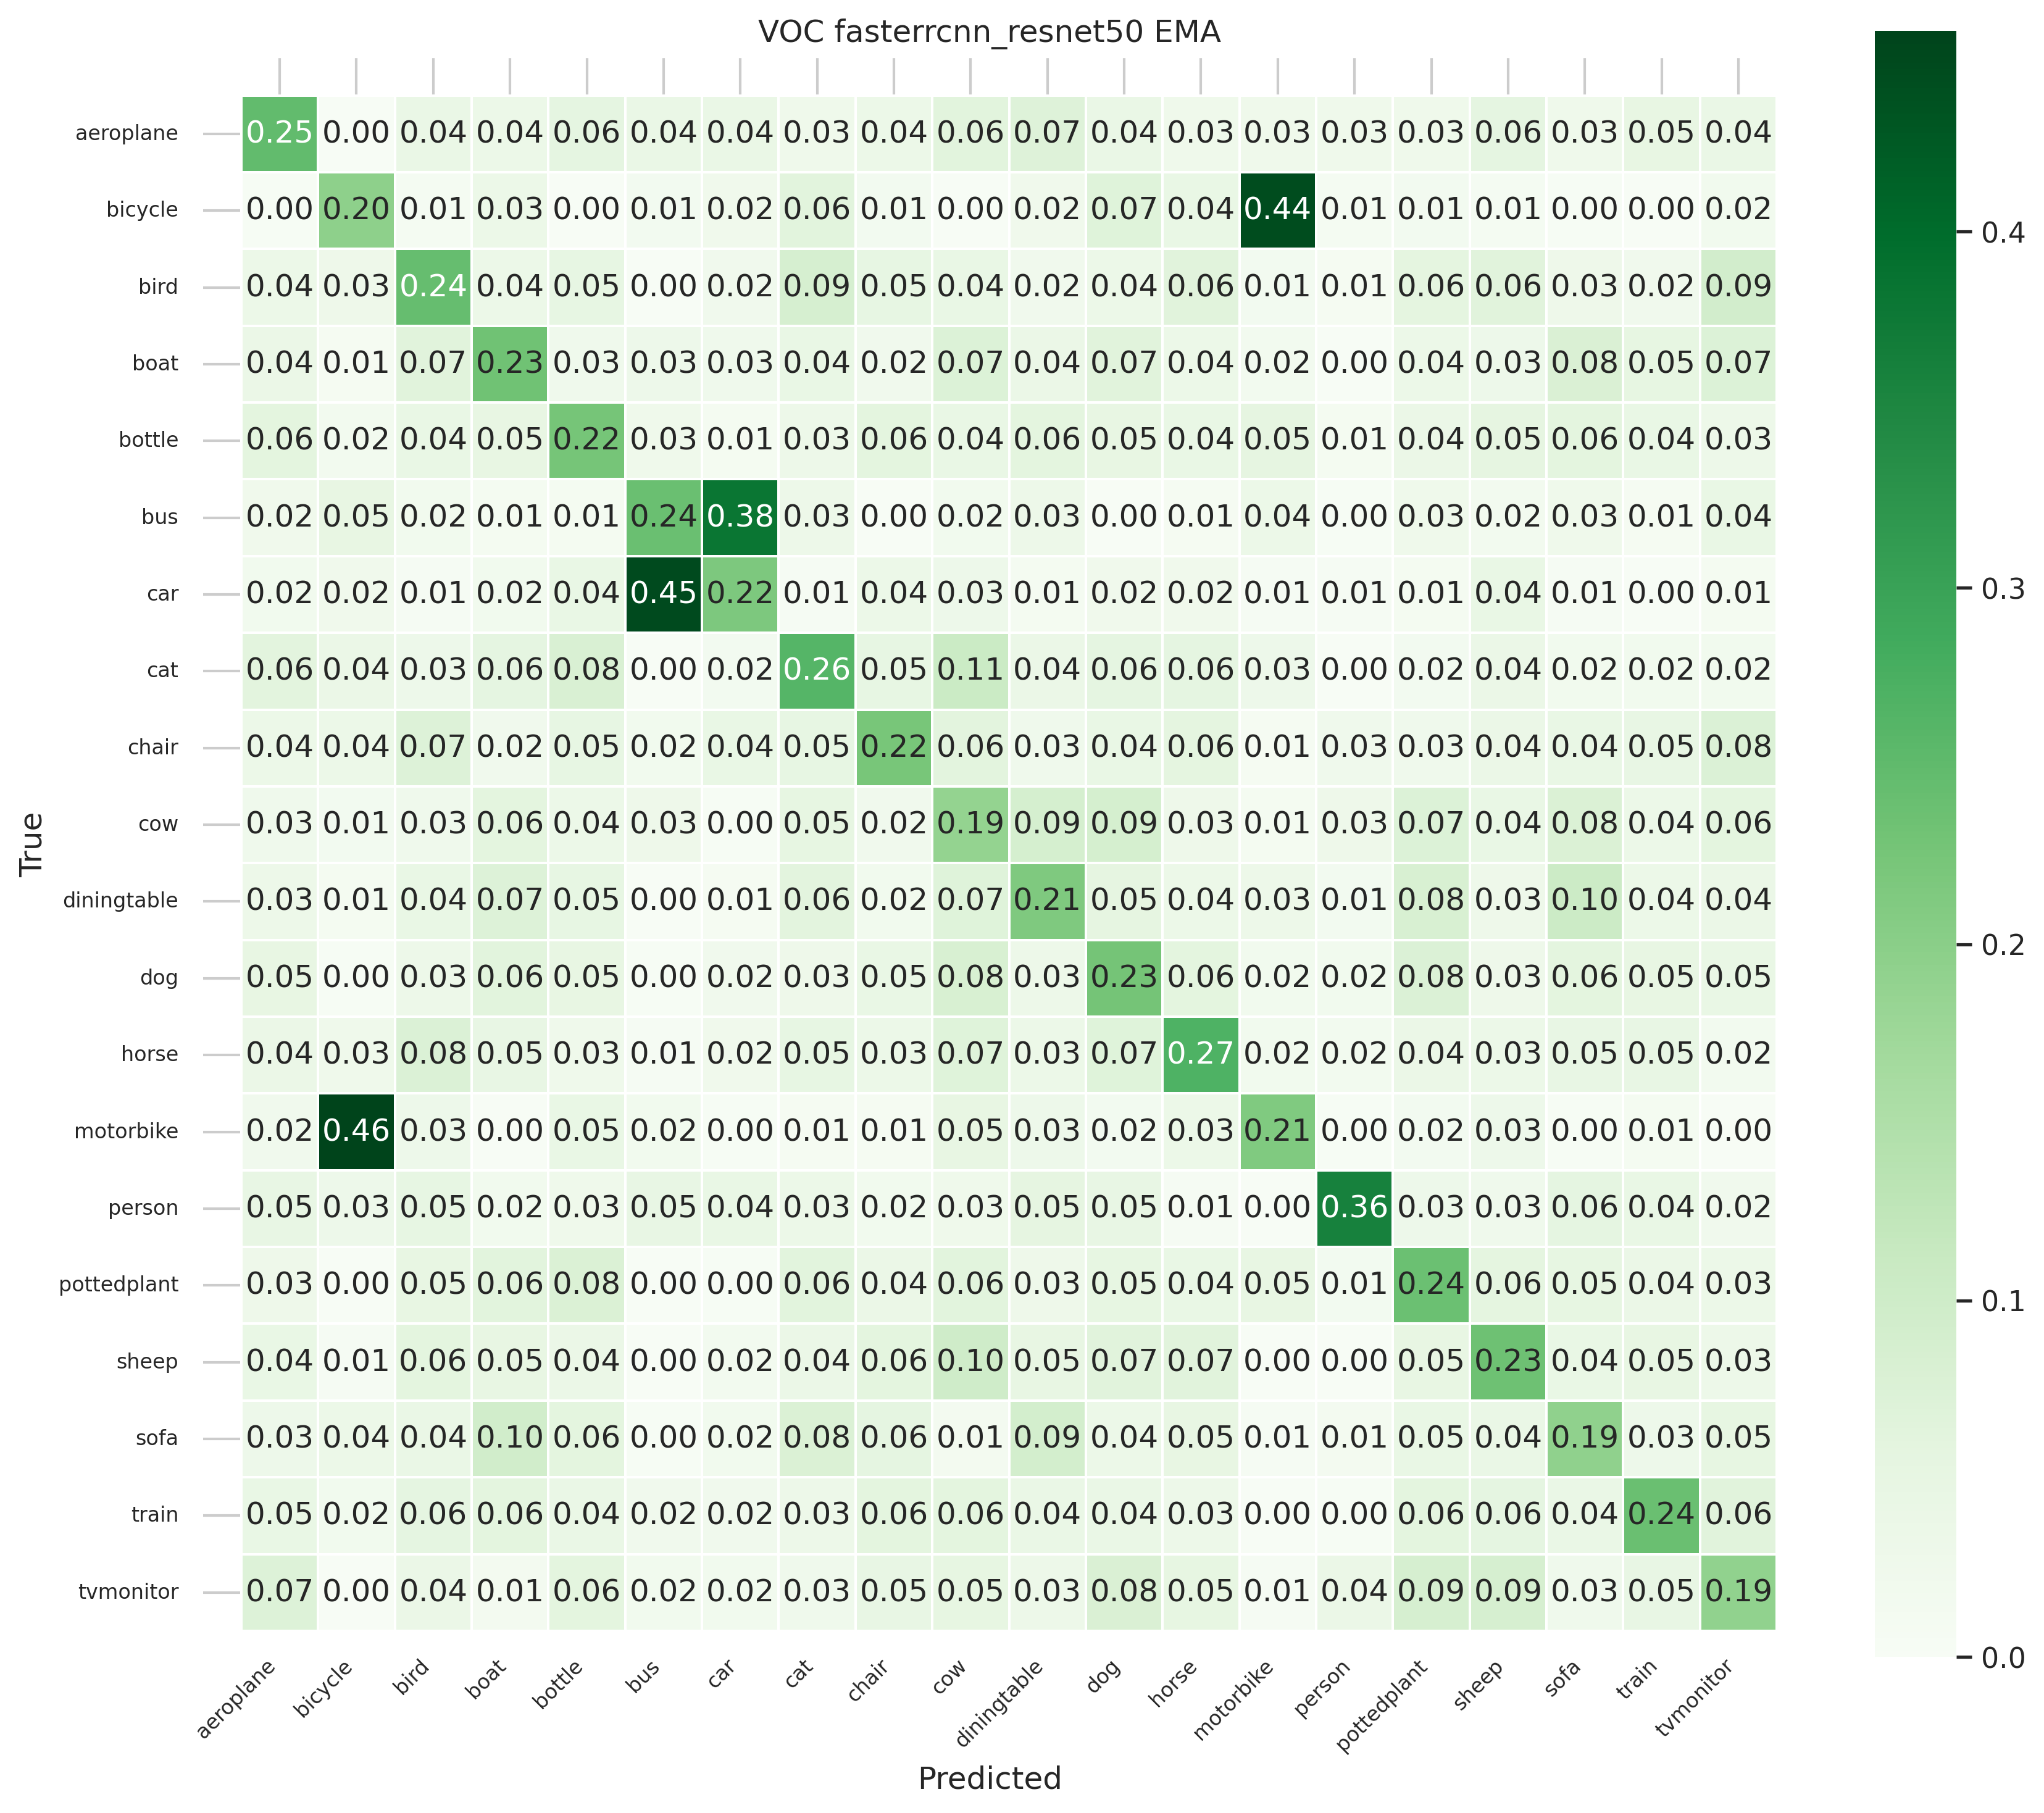 VOC fasterrcnn_resnet50 EMA
aeroplane 0.25 0.00 0.04 0.04 0.06 0.04 0.04 0.03 0.04 0.06 0.07 0.04 0.03 0.03 0.03 0.03 0.06 0.03 0.05 0.04
bicycle 0.00 0.20 0.01 0.03 0.00 0.01 0.02 0.06 0.01 0.00 0.02 0.07 0.04 0.44 0.01 0.01 0.01 0.00 0.00 0.02
0.4
bird 0.04 0.03 0.24 0.04 0.05 0.00 0.02 0.09 0.05 0.04 0.02 0.04 0.06 0.01 0.01 0.06 0.06 0.03 0.02 0.09
boat 0.04 0.01 0.07 0.23 0.03 0.03 0.03 0.04 0.02 0.07 0.04 0.07 0.04 0.02 0.00 0.04 0.03 0.08 0.05 0.07
bottle 0.06 0.02 0.04 0.05 0.22 0.03 0.01 0.03 0.06 0.04 0.06 0.05 0.04 0.05 0.01 0.04 0.05 0.06 0.04 0.03
bus 0.02 0.05 0.02 0.01 0.01 0.24 0.38 0.03 0.00 0.02 0.03 0.00 0.01 0.04 0.00 0.03 0.02 0.03 0.01 0.04
car 0.02 0.02 0.01 0.02 0.04 0.45 0.22 0.01 0.04 0.03 0.01 0.02 0.02 0.01 0.01 0.01 0.04 0.01 0.00 0.01
0.3
cat 0.06 0.04 0.03 0.06 0.08 0.00 0.02 0.26 0.05 0.11 0.04 0.06 0.06 0.03 0.00 0.02 0.04 0.02 0.02 0.02
chair 0.04 0.04 0.07 0.02 0.05 0.02 0.04 0.05 0.22 0.06 0.03 0.04 0.06 0.01 0.03 0.03 0.04 0.04 0.05 0.08
cow 0.03 0.01 0.03 0.06 0.04 0.03 0.00 0.05 0.02 0.19 0.09 0.09 0.03 0.01 0.03 0.07 0.04 0.08 0.04 0.06
True
diningtable 0.03 0.01 0.04 0.07 0.05 0.00 0.01 0.06 0.02 0.07 0.21 0.05 0.04 0.03 0.01 0.08 0.03 0.10 0.04 0.04
0.2
dog 0.05 0.00 0.03 0.06 0.05 0.00 0.02 0.03 0.05 0.08 0.03 0.23 0.06 0.02 0.02 0.08 0.03 0.06 0.05 0.05
horse 0.04 0.03 0.08 0.05 0.03 0.01 0.02 0.05 0.03 0.07 0.03 0.07 0.27 0.02 0.02 0.04 0.03 0.05 0.05 0.02
motorbike 0.02 0.46 0.03 0.00 0.05 0.02 0.00 0.01 0.01 0.05 0.03 0.02 0.03 0.21 0.00 0.02 0.03 0.00 0.01 0.00
person 0.05 0.03 0.05 0.02 0.03 0.05 0.04 0.03 0.02 0.03 0.05 0.05 0.01 0.00 0.36 0.03 0.03 0.06 0.04 0.02
pottedplant 0.03 0.00 0.05 0.06 0.08 0.00 0.00 0.06 0.04 0.06 0.03 0.05 0.04 0.05 0.01 0.24 0.06 0.05 0.04 0.03
0.1
sheep 0.04 0.01 0.06 0.05 0.04 0.00 0.02 0.04 0.06 0.10 0.05 0.07 0.07 0.00 0.00 0.05 0.23 0.04 0.05 0.03
sofa 0.03 0.04 0.04 0.10 0.06 0.00 0.02 0.08 0.06 0.01 0.09 0.04 0.05 0.01 0.01 0.05 0.04 0.19 0.03 0.05
train 0.05 0.02 0.06 0.06 0.04 0.02 0.02 0.03 0.06 0.06 0.04 0.04 0.03 0.00 0.00 0.06 0.06 0.04 0.24 0.06
tvmonitor 0.07 0.00 0.04 0.01 0.06 0.02 0.02 0.03 0.05 0.05 0.03 0.08 0.05 0.01 0.04 0.09 0.09 0.03 0.05 0.19
0.0
aeroplane bicycle bird boat bottle bus car cat chair cow diningtable dog horse motorbike person pottedplant sheep sofa train tvmonitor
Predicted